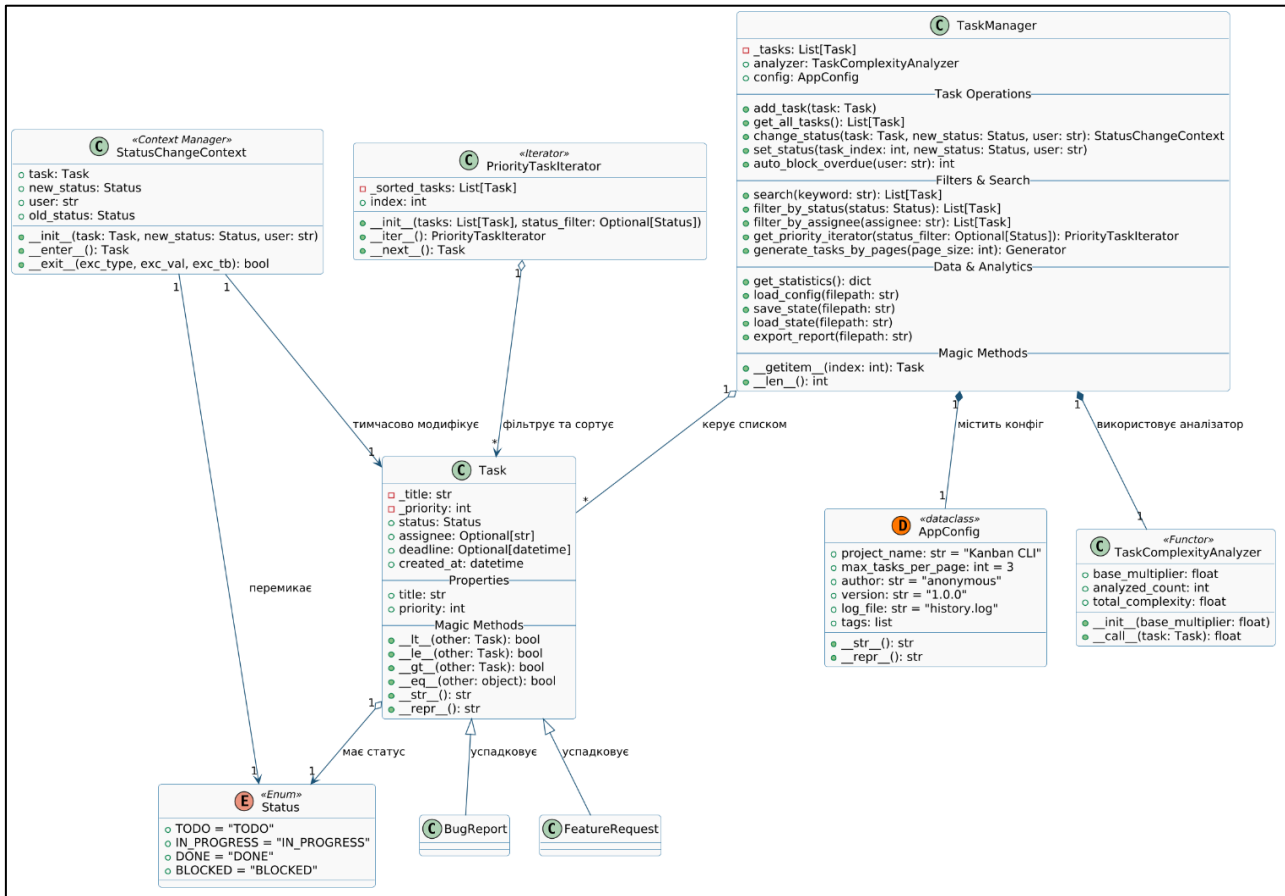 C TaskManager
_tasks: List[Task]
analyzer: TaskComplexityAnalyzer
config: AppConfig
Task Operations
add_task(task: Task)
get_all_tasks(): List[Task]
change_status(task: Task, new_status: Status, user: str): StatusChangeContext
set_status(task_index: int, new_status: Status, user: str)
auto_block_overdue(user: str): int
Filters & Search
search(keyword: str): List[Task]
filter_by_status(status: Status): List[Task]
filter_by_assignee(assignee: str): List[Task]
get_priority_iterator(status_filter: Optional[Status]): PriorityTaskIterator
generate_tasks_by_pages(page_size: int): Generator
Data & Analytics
get_statistics(): dict
load_config(filepath: str)
save_state(filepath: str)
load_state(filepath: str)
export_report(filepath: str)
Magic Methods
__getitem__(index: int): Task
__len__(): int
«Context Manager»
C StatusChangeContext
task: Task
new_status: Status
user: str
old_status: Status
__init__(task: Task, new_status: Status, user: str)
__enter__(): Task
__exit__(exc_type, exc_val, exc_tb): bool
«Iterator»
C PriorityTaskIterator
_sorted_tasks: List[Task]
index: int
__init__(tasks: List[Task], status_filter: Optional[Status])
__iter__(): PriorityTaskIterator
__next__(): Task
1 1 1 1 1 1
тимчасово модифікує
фільтрує та сортує
керує списком
містить конфіг
використовує аналізатор
1 * * 1 1
C Task
_title: str
_priority: int
status: Status
assignee: Optional[str]
deadline: Optional[datetime]
created_at: datetime
Properties
title: str
priority: int
Magic Methods
__lt__(other: Task): bool
__le__(other: Task): bool
__gt__(other: Task): bool
__eq__(other: object): bool
__str__(): str
__repr__(): str
«dataclass»
D AppConfig
project_name: str = "Kanban CLI"
max_tasks_per_page: int = 3
author: str = "anonymous"
version: str = "1.0.0"
log_file: str = "history.log"
tags: list
__str__(): str
__repr__(): str
«Functor»
C TaskComplexityAnalyzer
base_multiplier: float
analyzed_count: int
total_complexity: float
__init__(base_multiplier: float)
__call__(task: Task): float
перемикає
1
має статус
успадковує
успадковує
1 1
«Enum»
E Status
TODO = "TODO"
IN_PROGRESS = "IN_PROGRESS"
DONE = "DONE"
BLOCKED = "BLOCKED"
C BugReport
C FeatureRequest